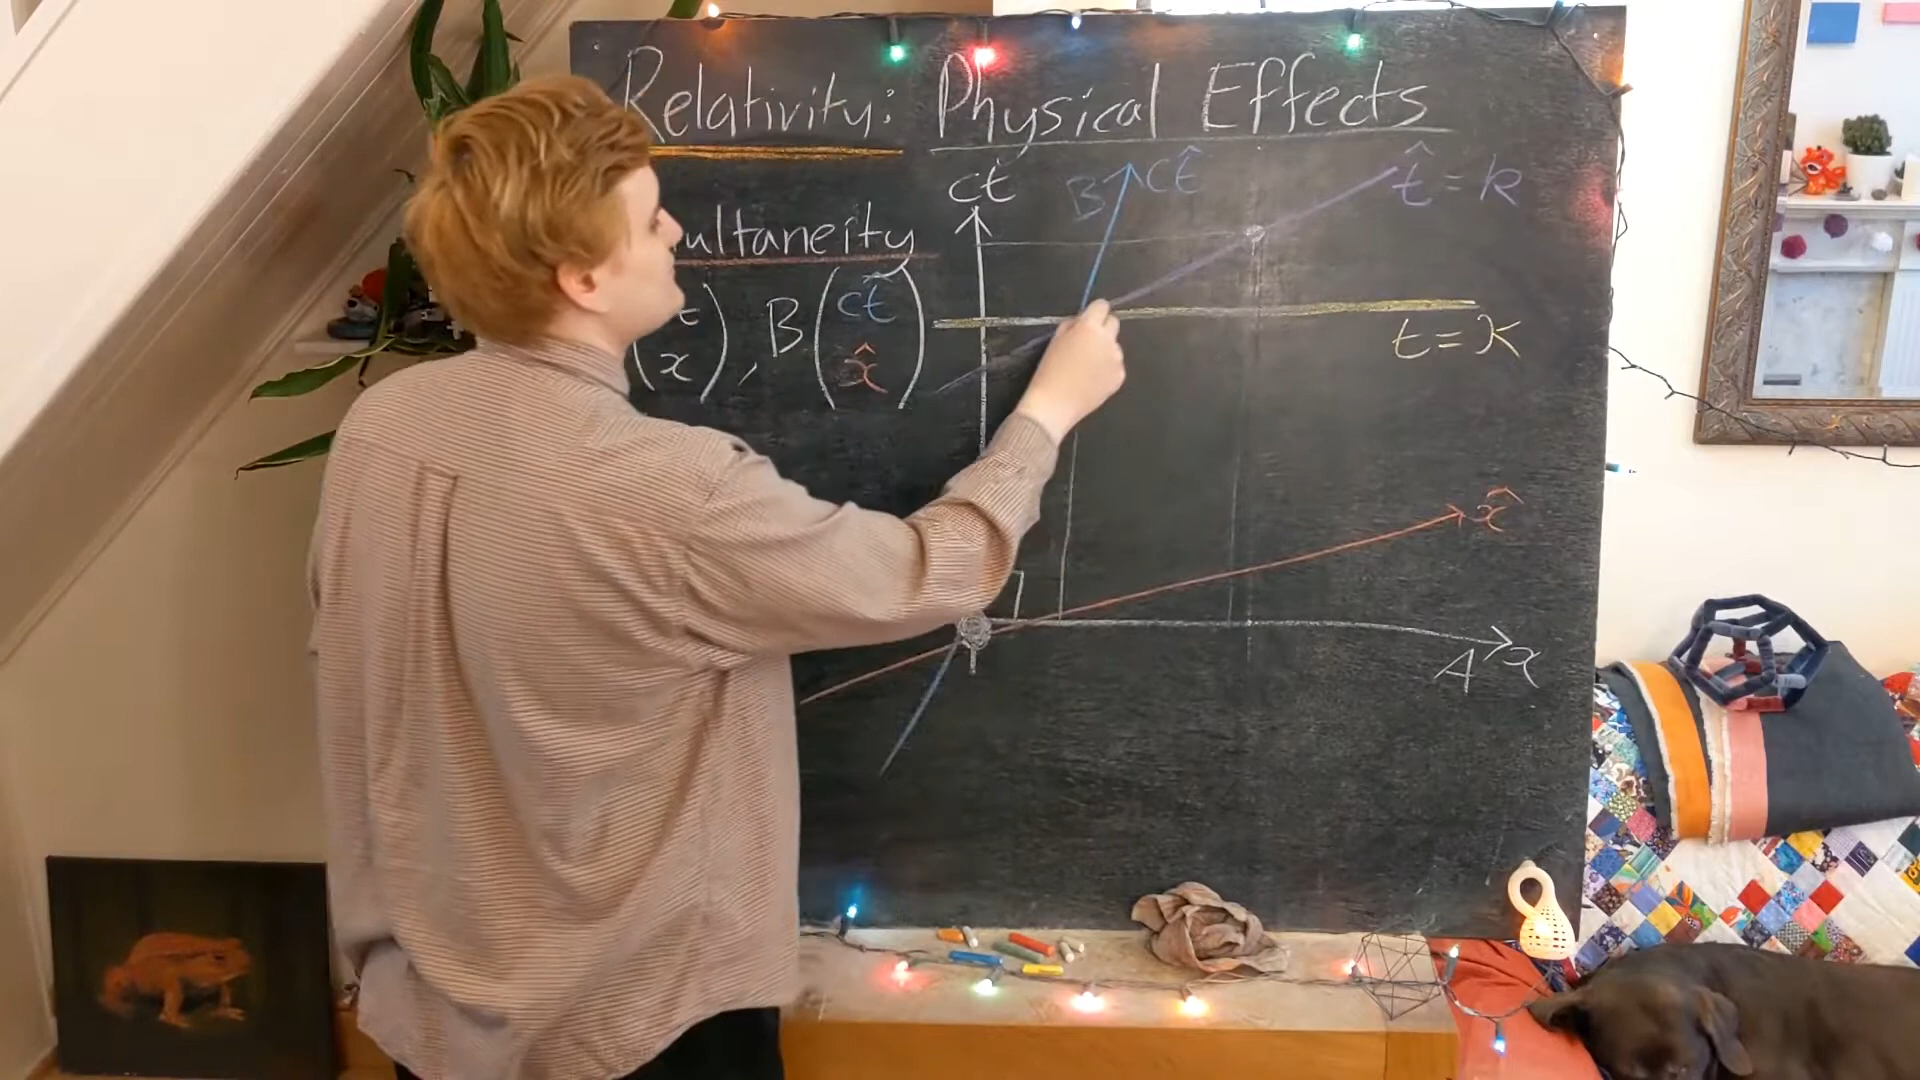 Relativity: Physical Effects
ct
B
ct̂
t̂ = k
ultaneity
t
x
, B
ct̂
x̂
t = k
x̂
A
x